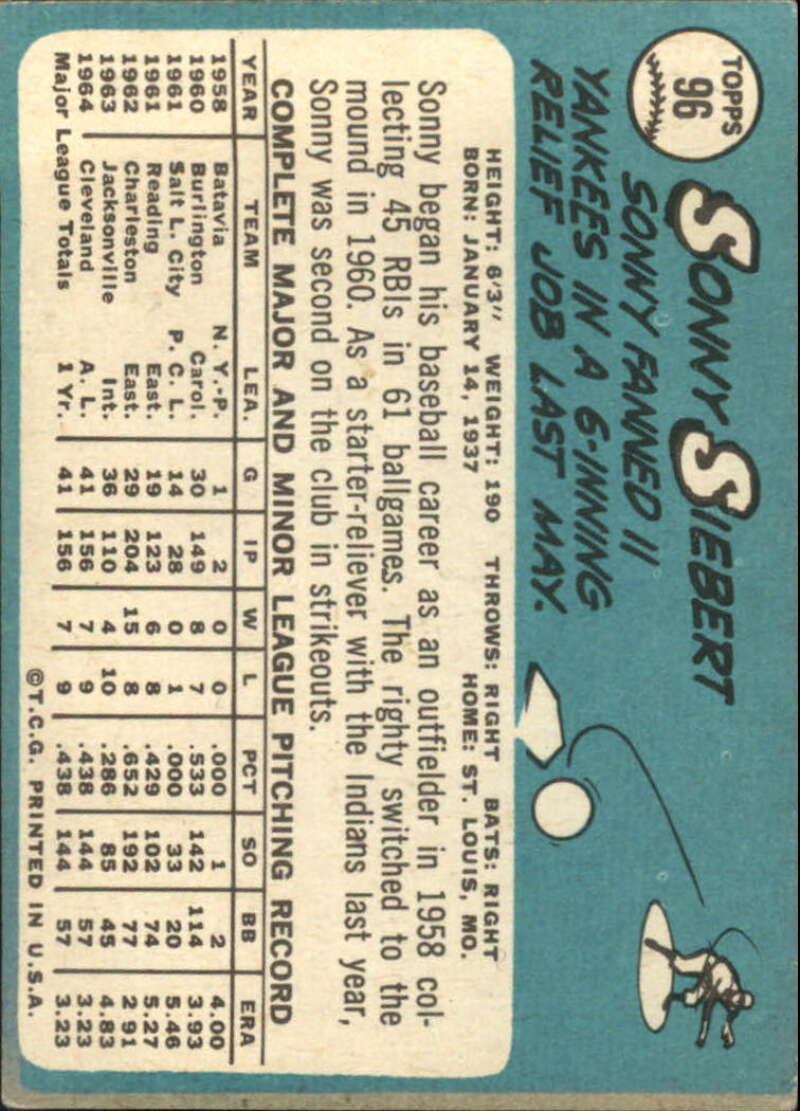 TOPPS
96
SONNY SIEBERT
SONNY FANNED 11
YANKEES IN A 6-INNING
RELIEF JOB LAST MAY.
HEIGHT: 6'3" WEIGHT: 190 THROWS: RIGHT BATS: RIGHT
BORN: JANUARY 14, 1937 HOME: ST. LOUIS, MO.
Sonny began his baseball career as an outfielder in 1958 col-
lecting 45 RBIs in 61 ballgames. The righty switched to the
mound in 1960. As a starter-reliever with the Indians last year,
Sonny was second on the club in strikeouts.
COMPLETE MAJOR AND MINOR LEAGUE PITCHING RECORD
YEAR TEAM LEA. G IP W L PCT SO BB ERA
1958 Batavia N.Y.-P. 1 2 0 0 .000 1 2 4.00
1960 Burlington Carol. 30 149 8 7 .533 142 114 3.93
1961 Salt L. City P.C.L. 14 28 0 1 .000 33 20 5.46
1961 Reading East. 19 123 6 8 .429 102 74 5.27
1962 Charleston East. 29 204 15 8 .652 192 77 2.91
1963 Jacksonville Int. 36 110 4 10 .286 85 45 4.83
1964 Cleveland A.L. 41 156 7 9 .438 144 57 3.23
Major League Totals 1 Yr. 41 156 7 9 .438 144 57 3.23
©T.C.G. PRINTED IN U.S.A.